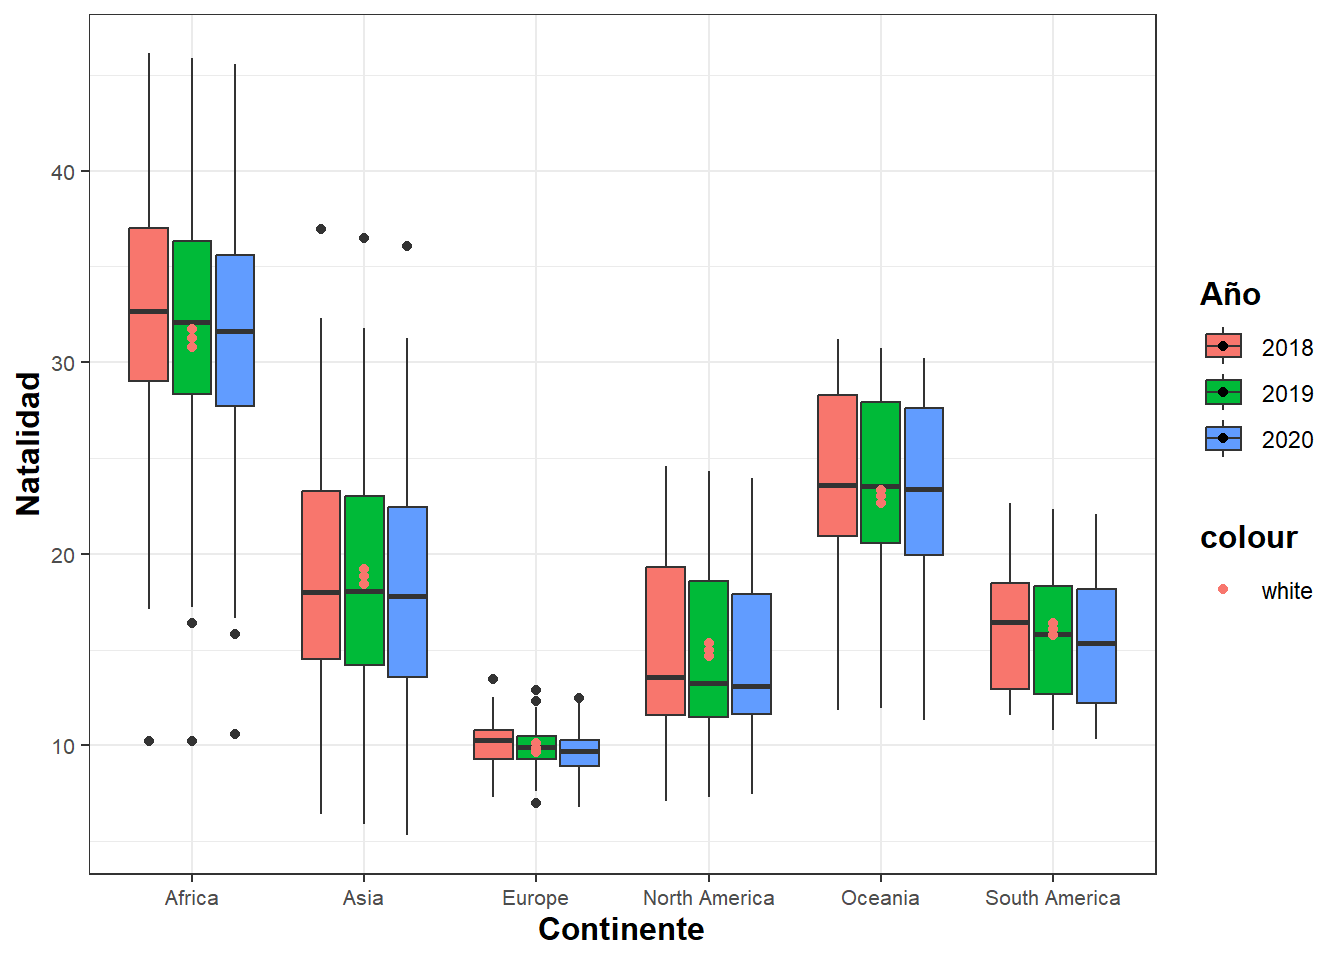 Natalidad
40
30
20
10
Africa
Asia
Europe
North America
Oceania
South America
Continente
Año
2018
2019
2020
colour
white